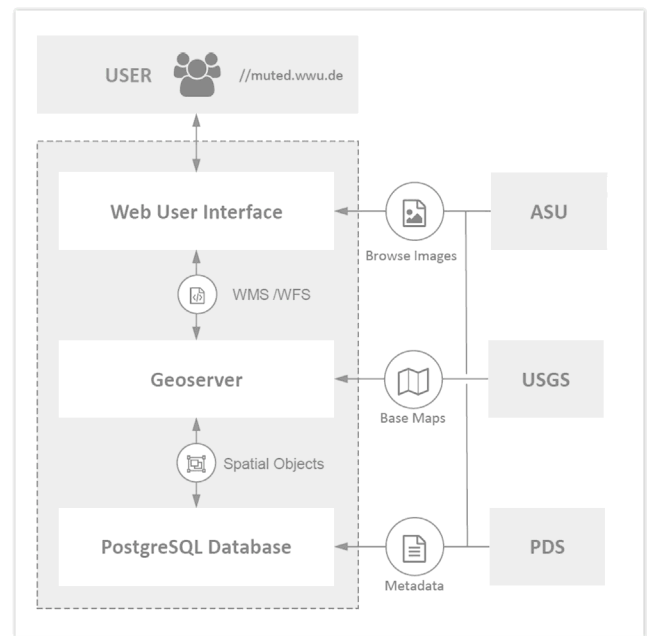 USER //muted.wwu.de
Web User Interface
Browse Images
ASU
WMS /WFS
Geoserver
Base Maps
USGS
Spatial Objects
PostgreSQL Database
Metadata
PDS